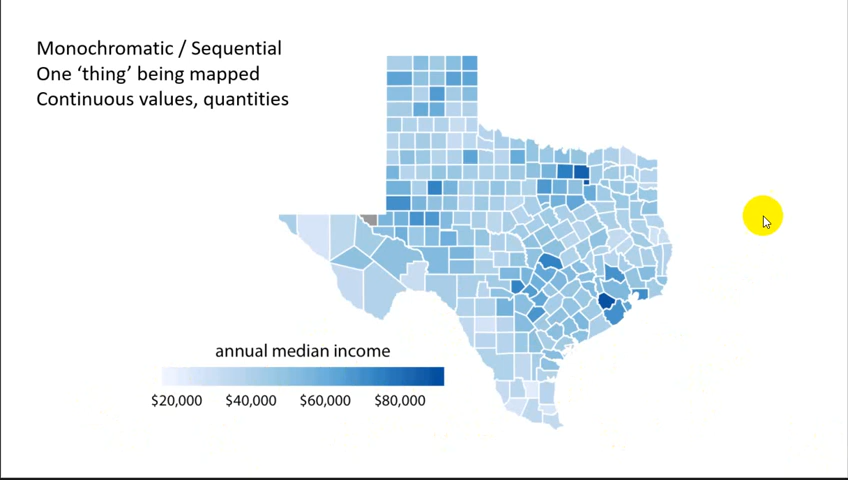 Monochromatic / Sequential
One ‘thing’ being mapped
Continuous values, quantities
annual median income
$20,000 $40,000 $60,000 $80,000